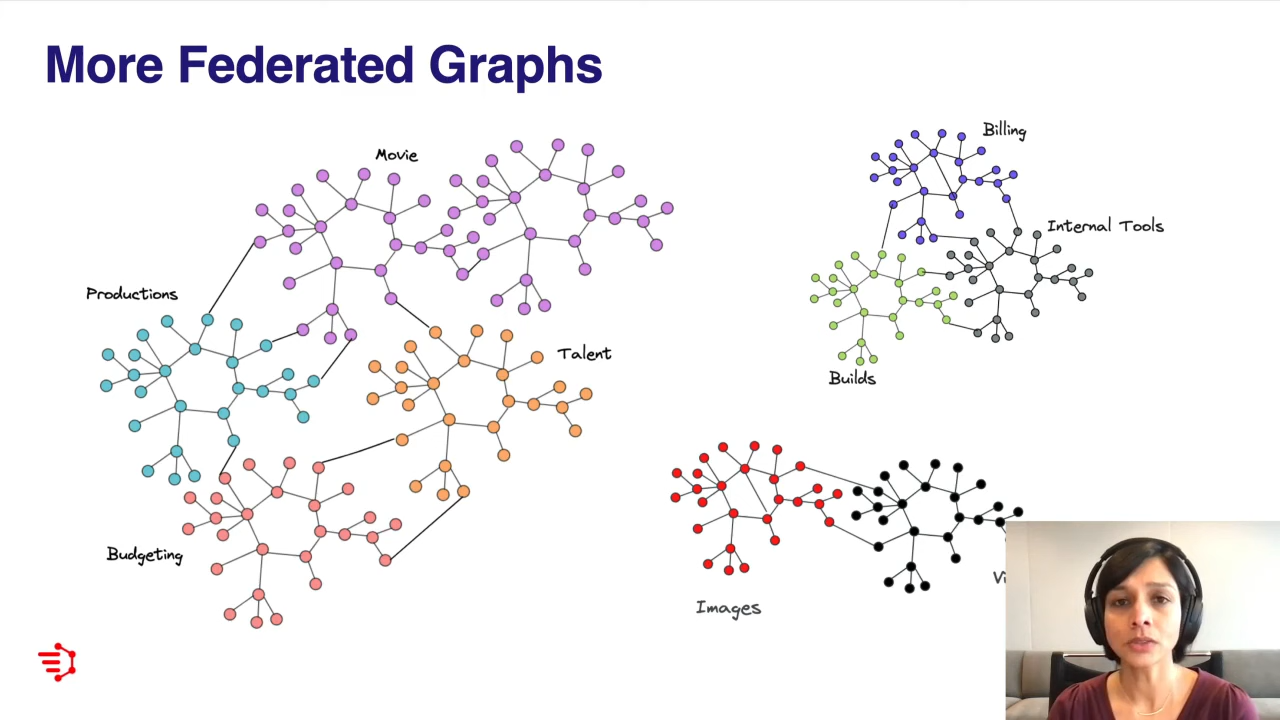 More Federated Graphs
Movie
Billing
Internal Tools
Productions
Talent
Builds
Budgeting
Images